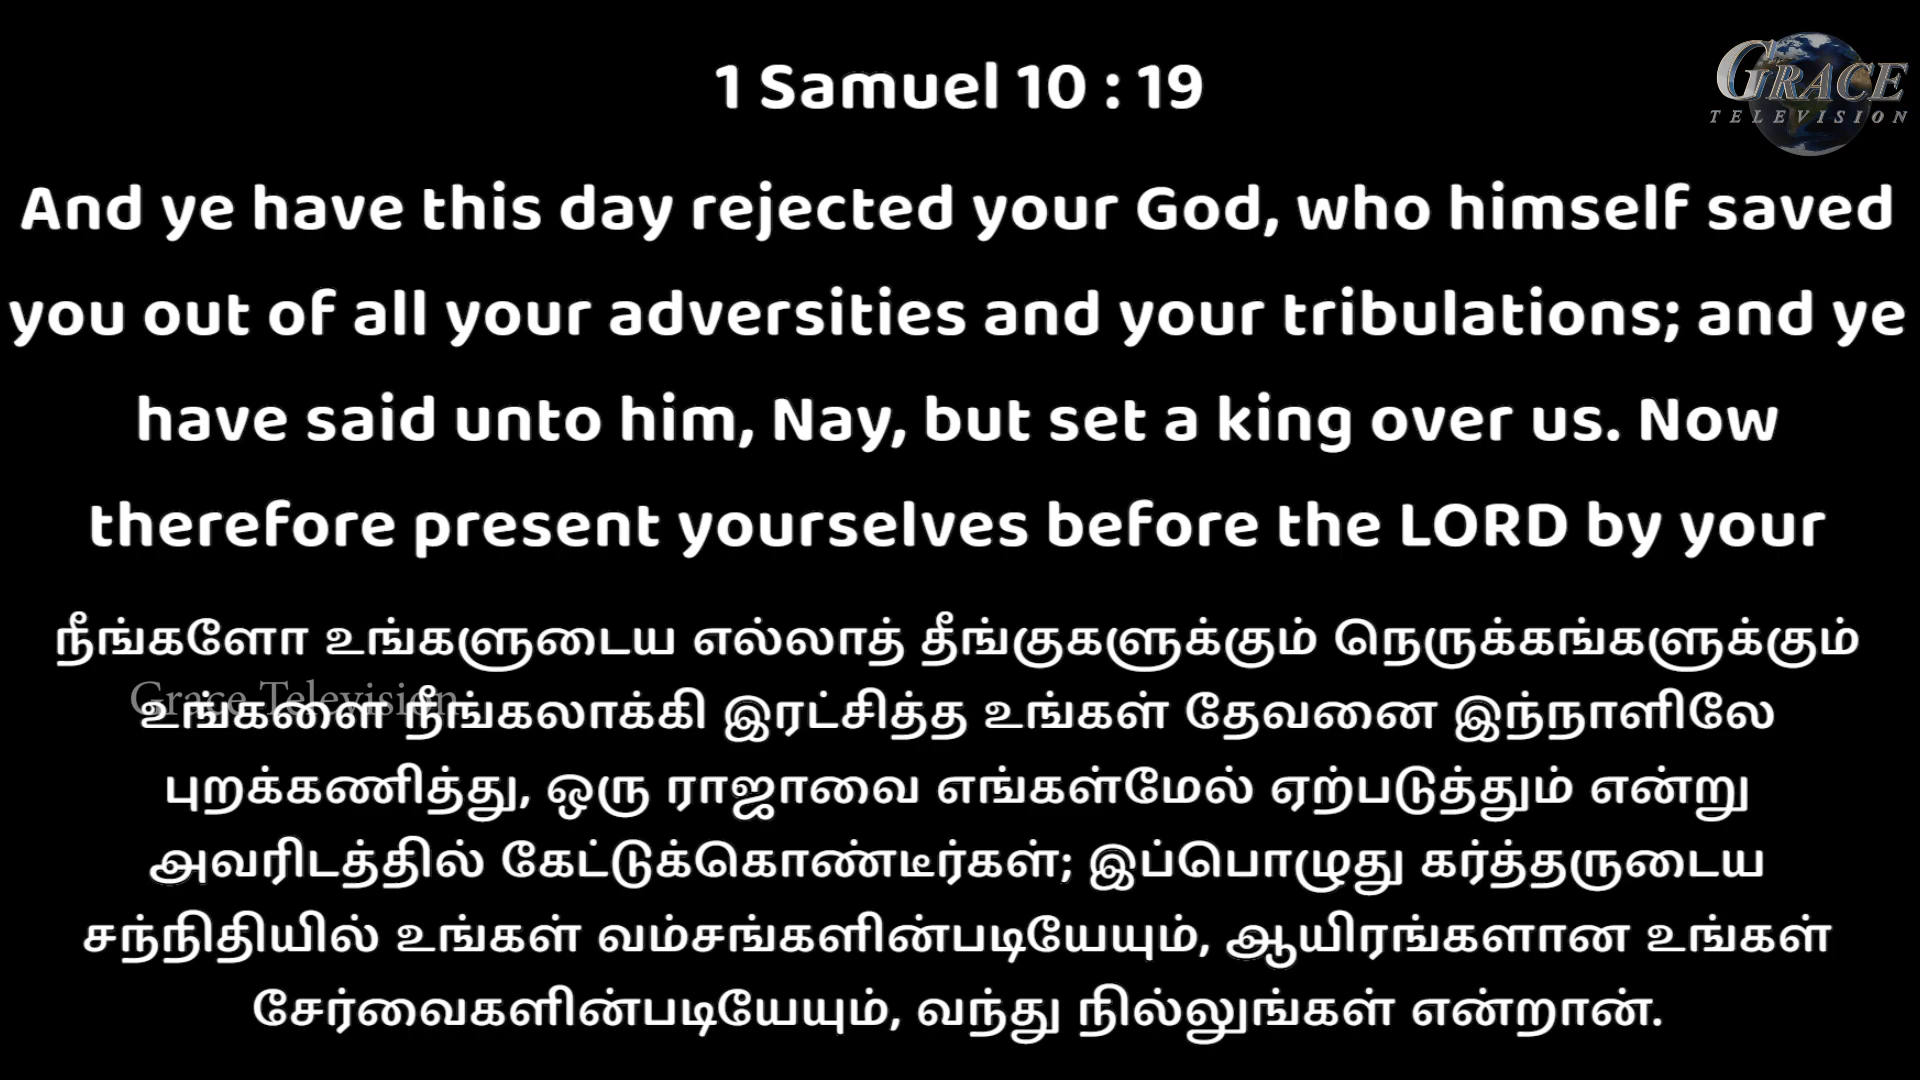 1 Samuel 10 : 19
GRACE
TELEVISION
And ye have this day rejected your God, who himself saved
you out of all your adversities and your tribulations; and ye
have said unto him, Nay, but set a king over us. Now
therefore present yourselves before the LORD by your
நீங்களோ உங்களுடைய எல்லாத் தீங்குகளுக்கும் நெருக்கங்களுக்கும்
Grace Television
உங்களை நீங்கலாக்கி இரட்சித்த உங்கள் தேவனை இந்நாளிலே
புறக்கணித்து, ஒரு ராஜாவை எங்கள்மேல் ஏற்படுத்தும் என்று
அவரிடத்தில் கேட்டுக்கொண்டீர்கள்; இப்பொழுது கர்த்தருடைய
சந்நிதியில் உங்கள் வம்சங்களின்படியேயும், ஆயிரங்களான உங்கள்
சேர்வைகளின்படியேயும், வந்து நில்லுங்கள் என்றான்.